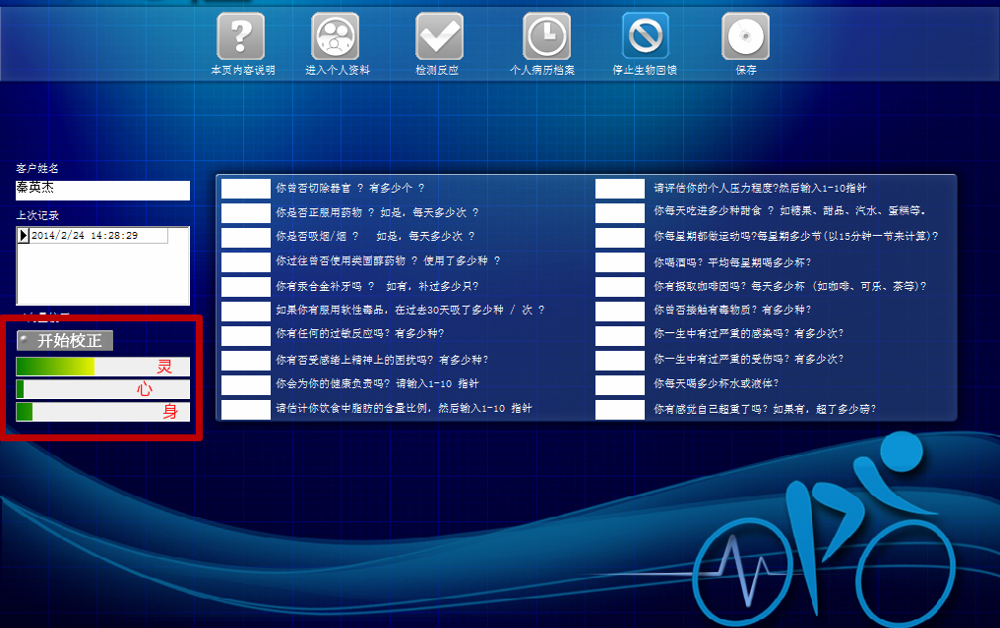 本页内容说明
进入个人资料
检测反应
个人病历档案
停止生物回馈
保存
客户姓名
秦英杰
上次记录
2014/2/24 14:28:29
开始校正
灵
心
身
你曾否切除器官 ? 有多少个 ?
你是否正服用药物 ? 如是, 每天多少次 ?
你是否吸烟/烟 ? 如是, 每天多少次 ?
你过往曾否使用类固醇药物 ? 使用了多少种 ?
你有汞合金补牙吗 ? 如有, 补过多少只?
如果你有服用软性毒品, 在过去30天吸了多少种 / 次 ?
你有任何的过敏反应吗? 有多少种?
你有否受感绪上精神上的困扰吗? 有多少种?
你会为你的健康负责吗? 请输入1-10 指针
请估计你饮食中脂肪的含量比例, 然后输入1-10 指针
请评估你的个人压力程度?然后输入1-10指针
你每天吃进多少种甜食 ? 如糖果、甜品、汽水、蛋糕等。
你每星期都做运动吗?每星期多少节(以15分钟一节来计算)?
你喝酒吗? 平均每星期喝多少杯?
你有摄取咖啡因吗? 每天多少杯 (如咖啡、可乐、茶等)?
你曾否接触有毒物质? 有多少种?
你一生中有过严重的感染吗? 有多少次?
你一生中有过严重的受伤吗? 有多少次?
你每天喝多少杯水或液体?
你有感觉自己超重了吗? 如果有, 超了多少磅?